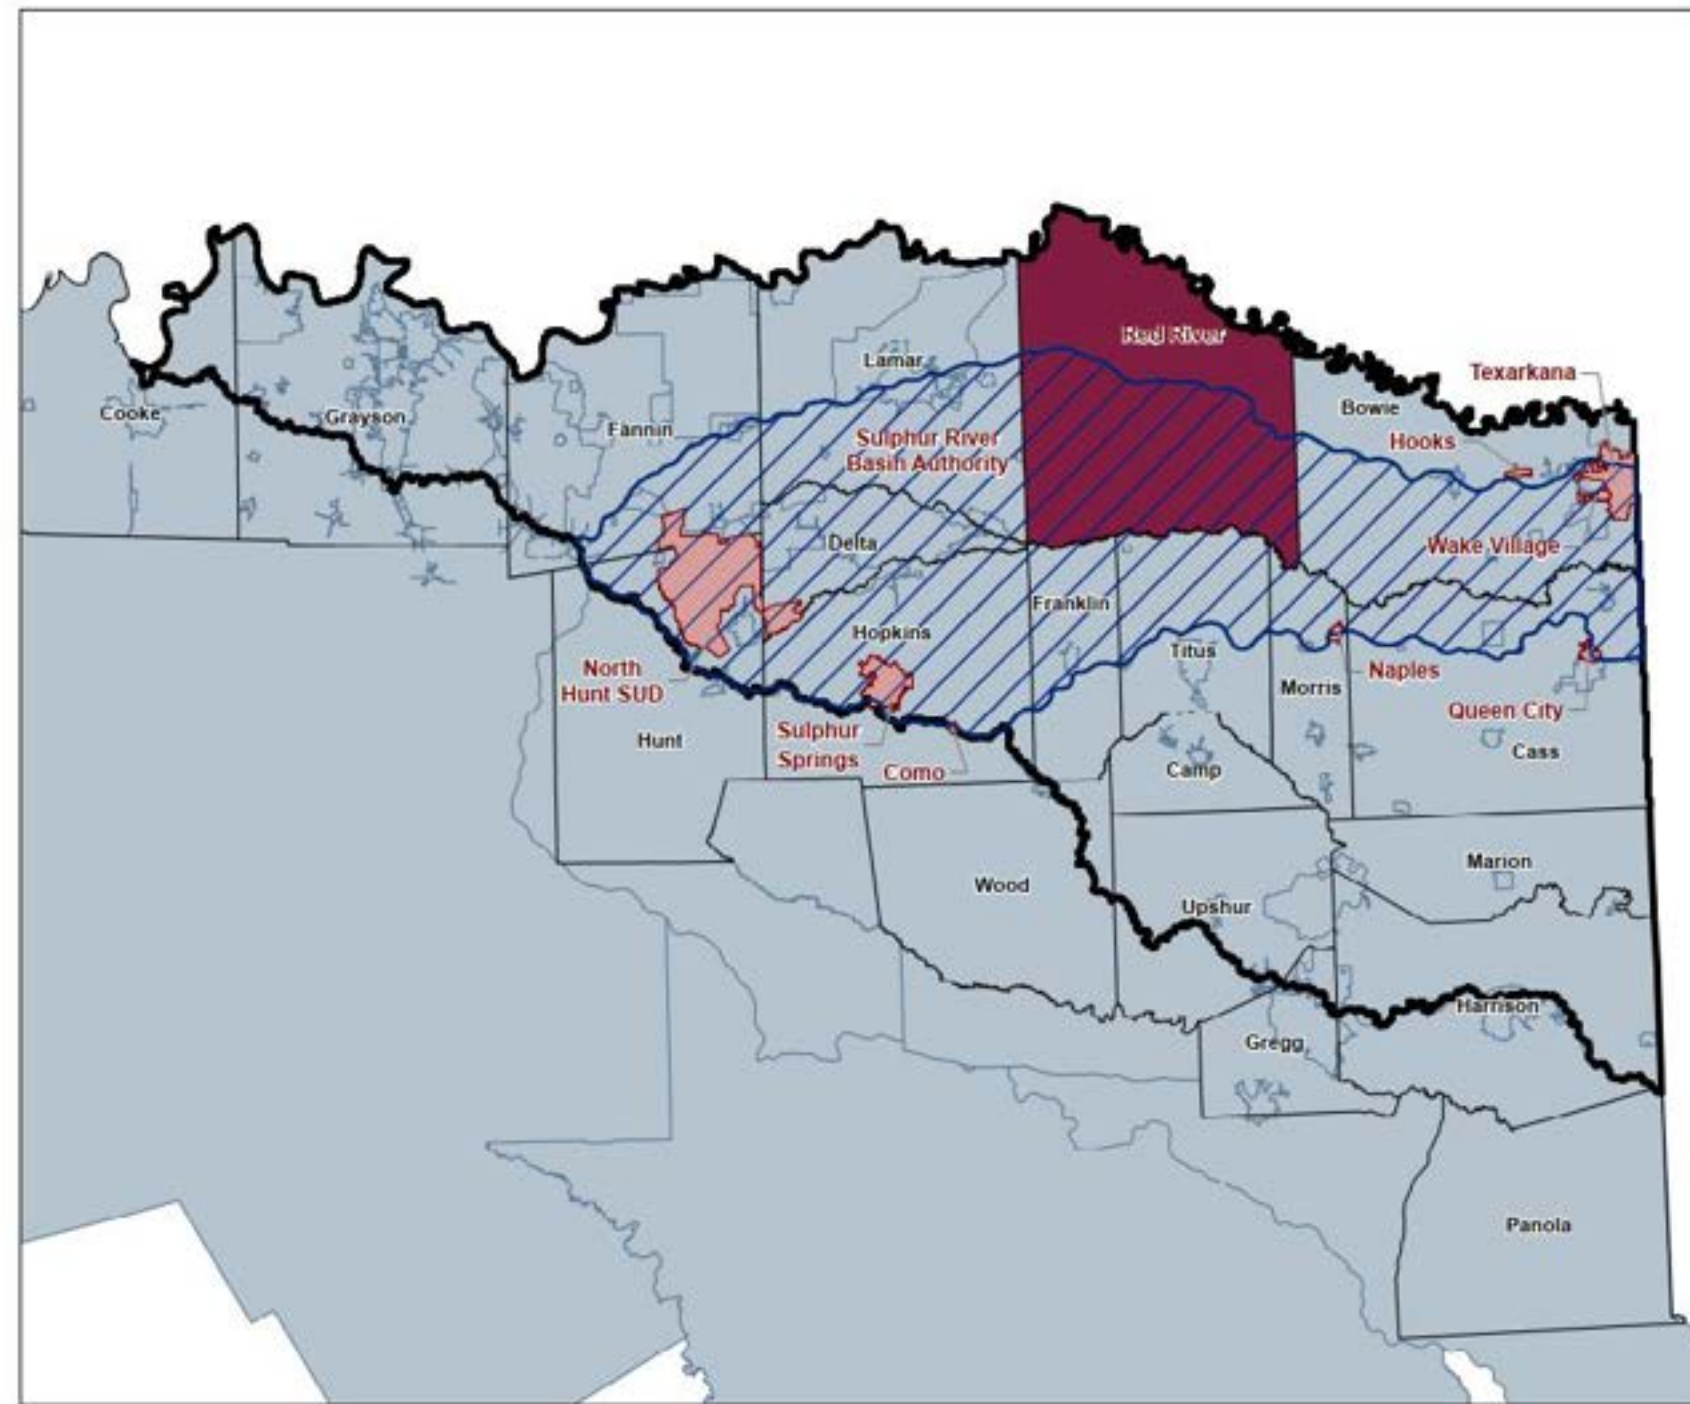 Red River
Lamar
Texarkana
Bowie
Cooke
Grayson
Fannin
Hooks
Sulphur River
Basin Authority
Delta
Wake Village
Franklin
Hopkins
Titus
North
Hunt SUD
Naples
Morris
Queen City
Hunt
Sulphur
Springs
Como
Camp
Cass
Wood
Marion
Upshur
Harrison
Gregg
Panola